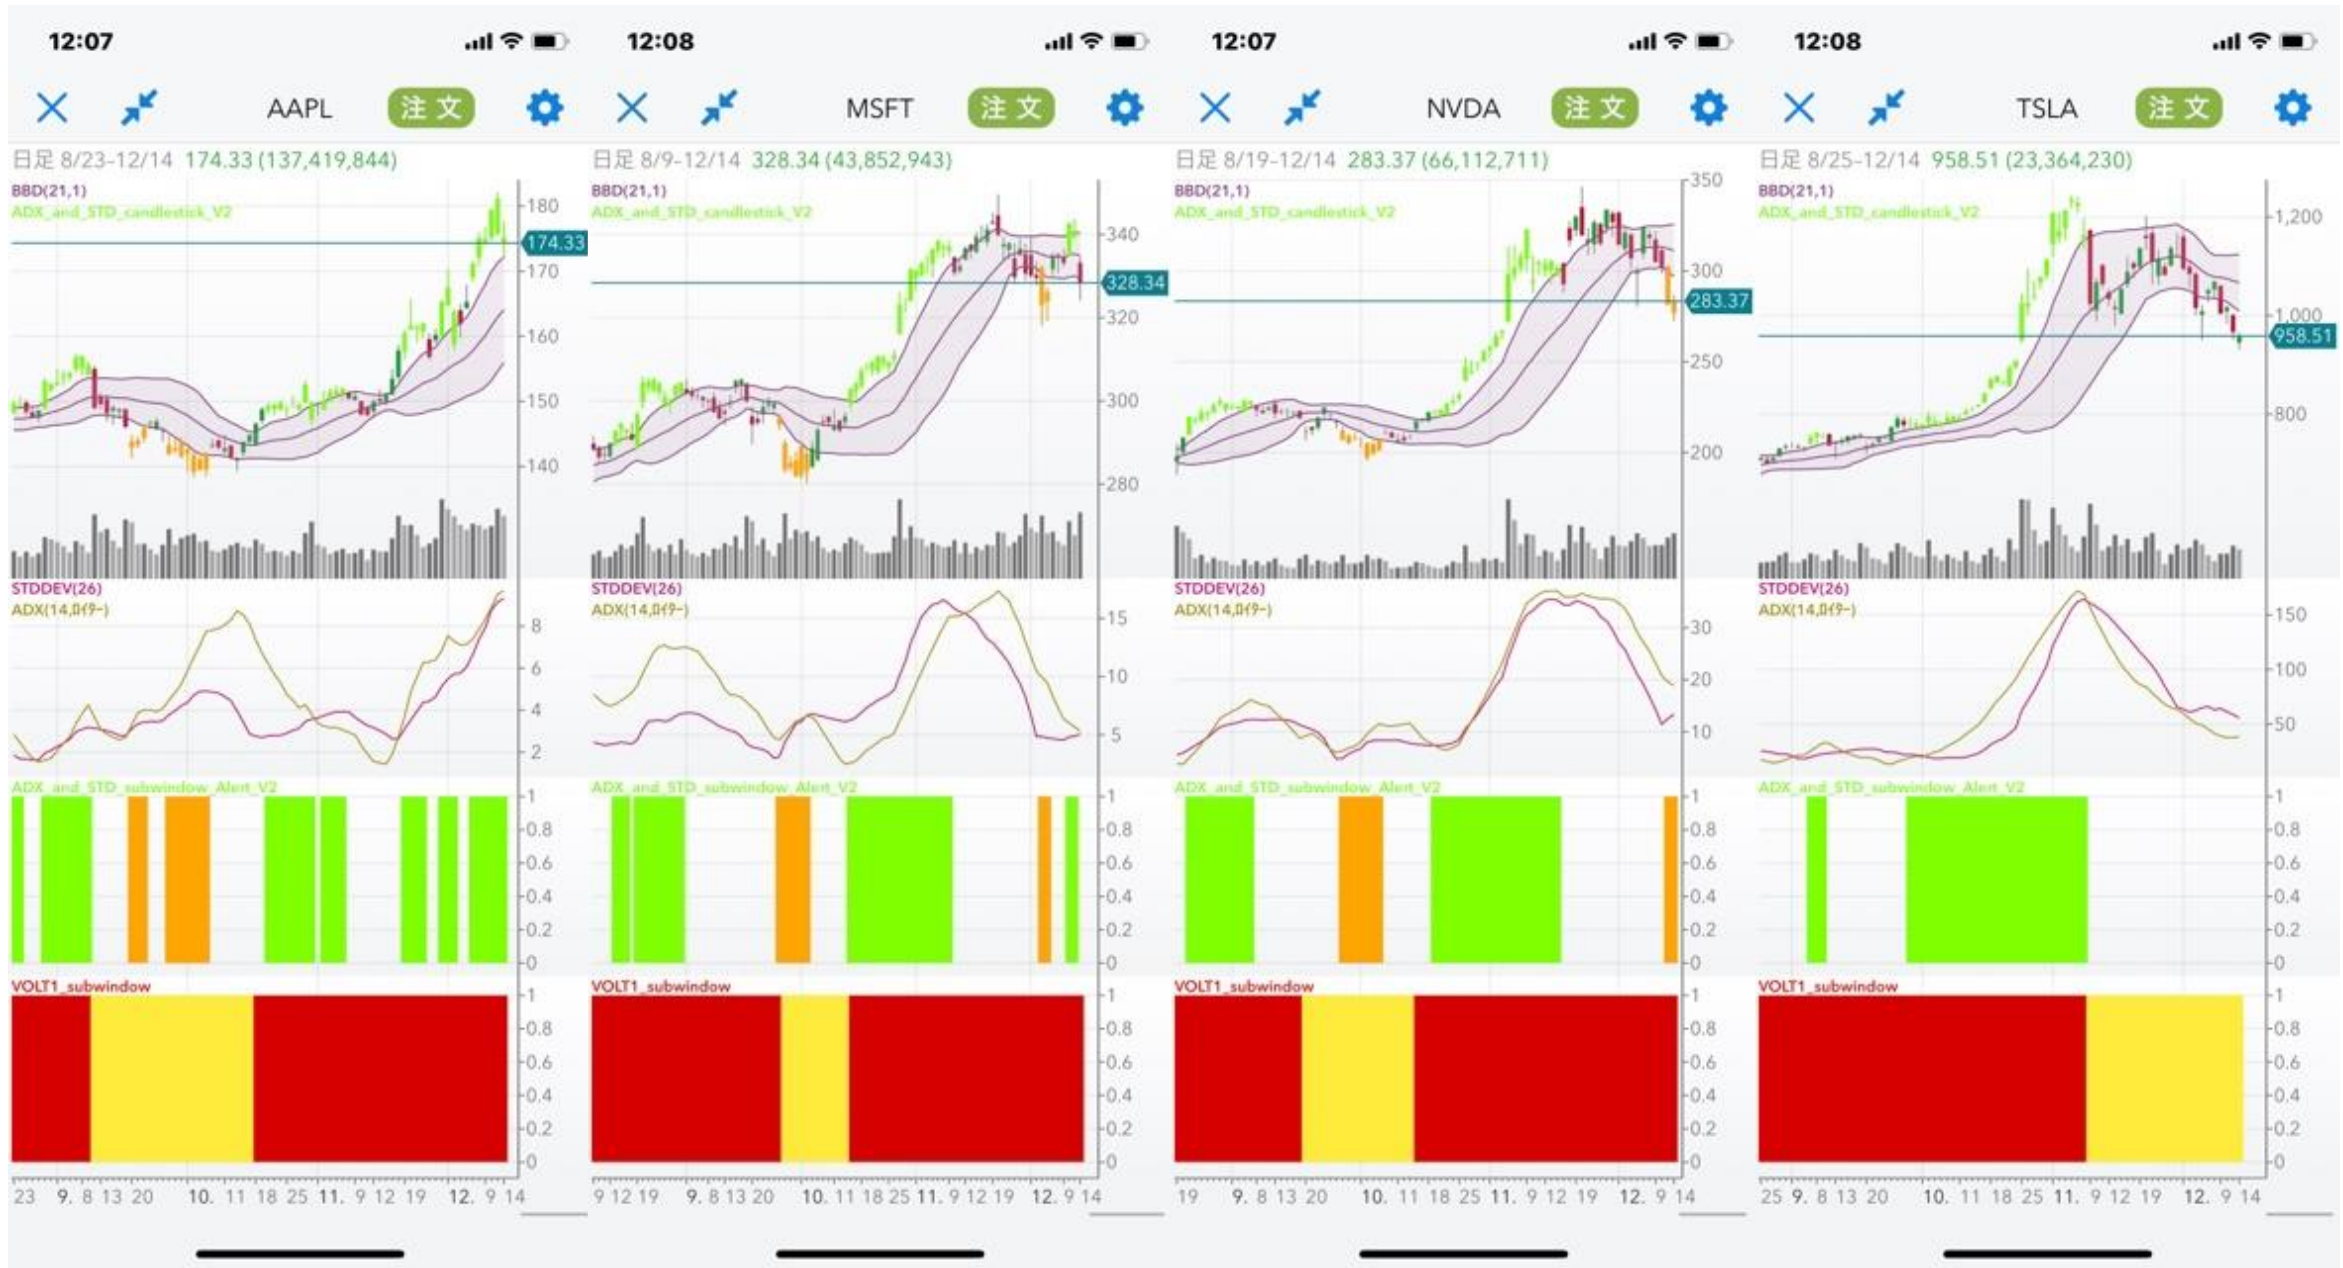 12:07
AAPL
注文
日足 8/23-12/14 174.33 (137,419,844)
BBD(21,1)
ADX_and_STD_candlestick_V2
180
174.33
170
160
150
140
STDDEV(26)
ADX(14,ﾜｲﾙﾀﾞｰ)
8
6
4
2
ADX_and_STD_subwindow_Alert_V2
1
0.8
0.6
0.4
0.2
0
VOLT1_subwindow
1
0.8
0.6
0.4
0.2
0
23 9. 8 13 20 10. 11 18 25 11. 9 12 19 12. 9 14
12:08
MSFT
注文
日足 8/9-12/14 328.34 (43,852,943)
BBD(21,1)
ADX_and_STD_candlestick_V2
340
328.34
320
300
280
STDDEV(26)
ADX(14,ﾜｲﾙﾀﾞｰ)
15
10
5
ADX_and_STD_subwindow_Alert_V2
1
0.8
0.6
0.4
0.2
0
VOLT1_subwindow
1
0.8
0.6
0.4
0.2
0
9 12 19 9. 8 13 20 10. 11 18 25 11. 9 12 19 12. 9 14
12:07
NVDA
注文
日足 8/19-12/14 283.37 (66,112,711)
BBD(21,1)
ADX_and_STD_candlestick_V2
350
300
283.37
250
200
STDDEV(26)
ADX(14,ﾜｲﾙﾀﾞｰ)
30
20
10
ADX_and_STD_subwindow_Alert_V2
1
0.8
0.6
0.4
0.2
0
VOLT1_subwindow
1
0.8
0.6
0.4
0.2
0
19 9. 8 13 20 10. 11 18 25 11. 9 12 19 12. 9 14
12:08
TSLA
注文
日足 8/25-12/14 958.51 (23,364,230)
BBD(21,1)
ADX_and_STD_candlestick_V2
1,200
1,000
958.51
800
STDDEV(26)
ADX(14,ﾜｲﾙﾀﾞｰ)
150
100
50
ADX_and_STD_subwindow_Alert_V2
1
0.8
0.6
0.4
0.2
0
VOLT1_subwindow
1
0.8
0.6
0.4
0.2
0
25 9. 8 13 20 10. 11 18 25 11. 9 12 19 12. 9 14